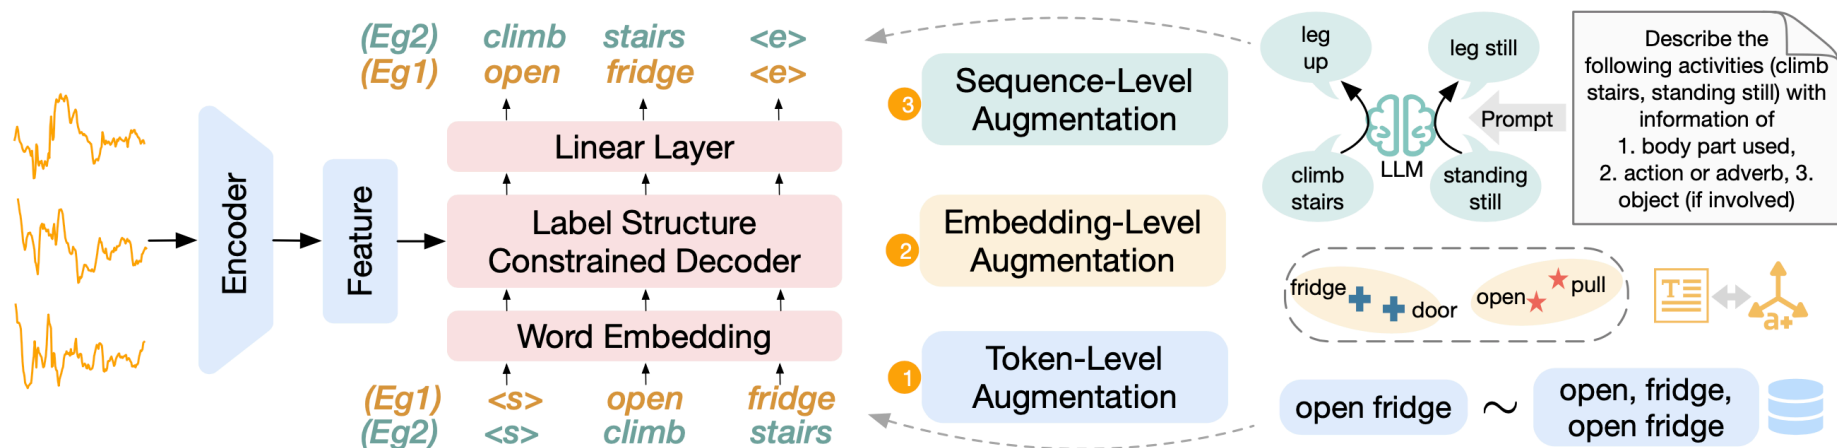 (Eg2) climb stairs <e>
(Eg1) open fridge <e>
Linear Layer
Label Structure
Constrained Decoder
Word Embedding
(Eg1) <s> open fridge
(Eg2) <s> climb stairs
Encoder
Feature
3
Sequence-Level
Augmentation
2
Embedding-Level
Augmentation
1
Token-Level
Augmentation
leg
up
leg still
LLM
climb
stairs
standing
still
Prompt
Describe the
following activities (climb
stairs, standing still) with
information of
1. body part used,
2. action or adverb, 3.
object (if involved)
fridge
door
open
pull
T
a+
open fridge
~
open, fridge,
open fridge